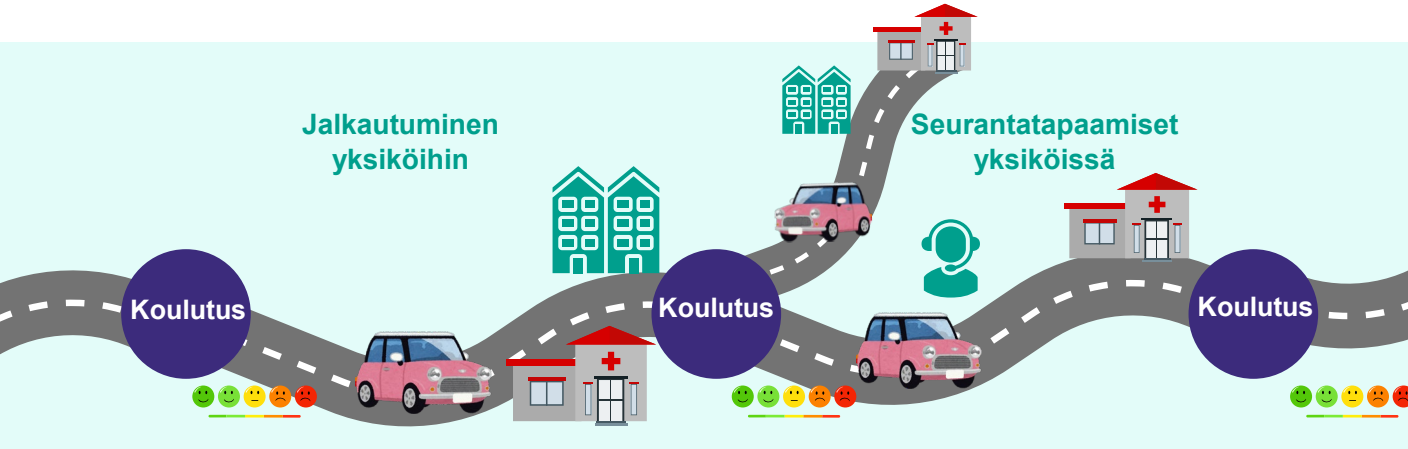 Jalkautuminen
yksiköihin
Seurantatapaamiset
yksiköissä
Koulutus
Koulutus
Koulutus